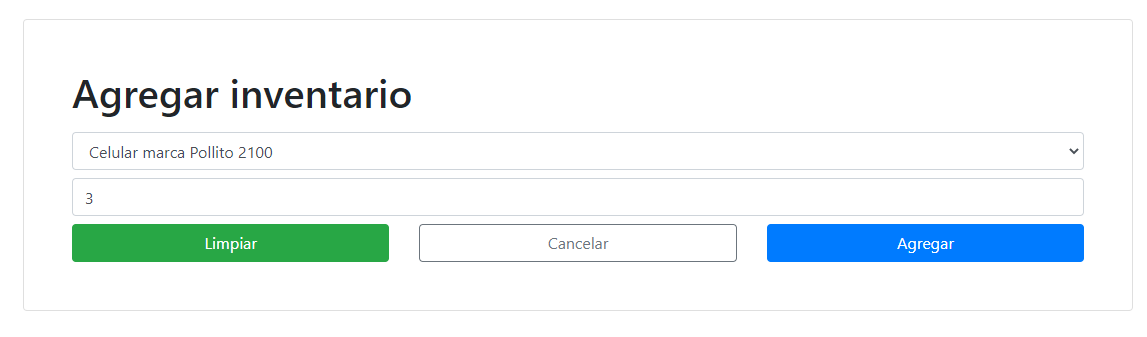 Agregar inventario
Celular marca Pollito 2100
3
Limpiar
Cancelar
Agregar